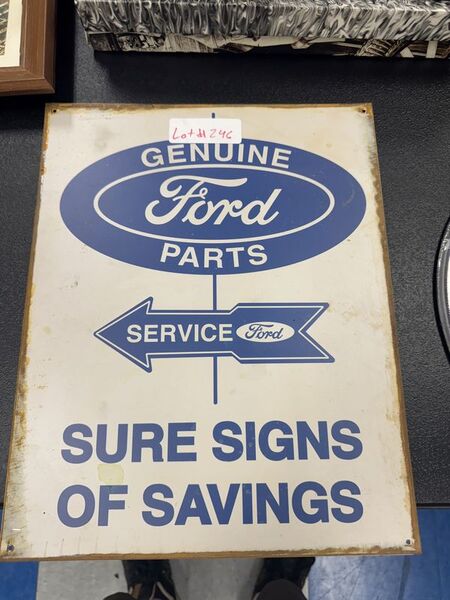 Lot# 246
GENUINE
Ford
PARTS
SERVICE Ford
SURE SIGNS
OF SAVINGS